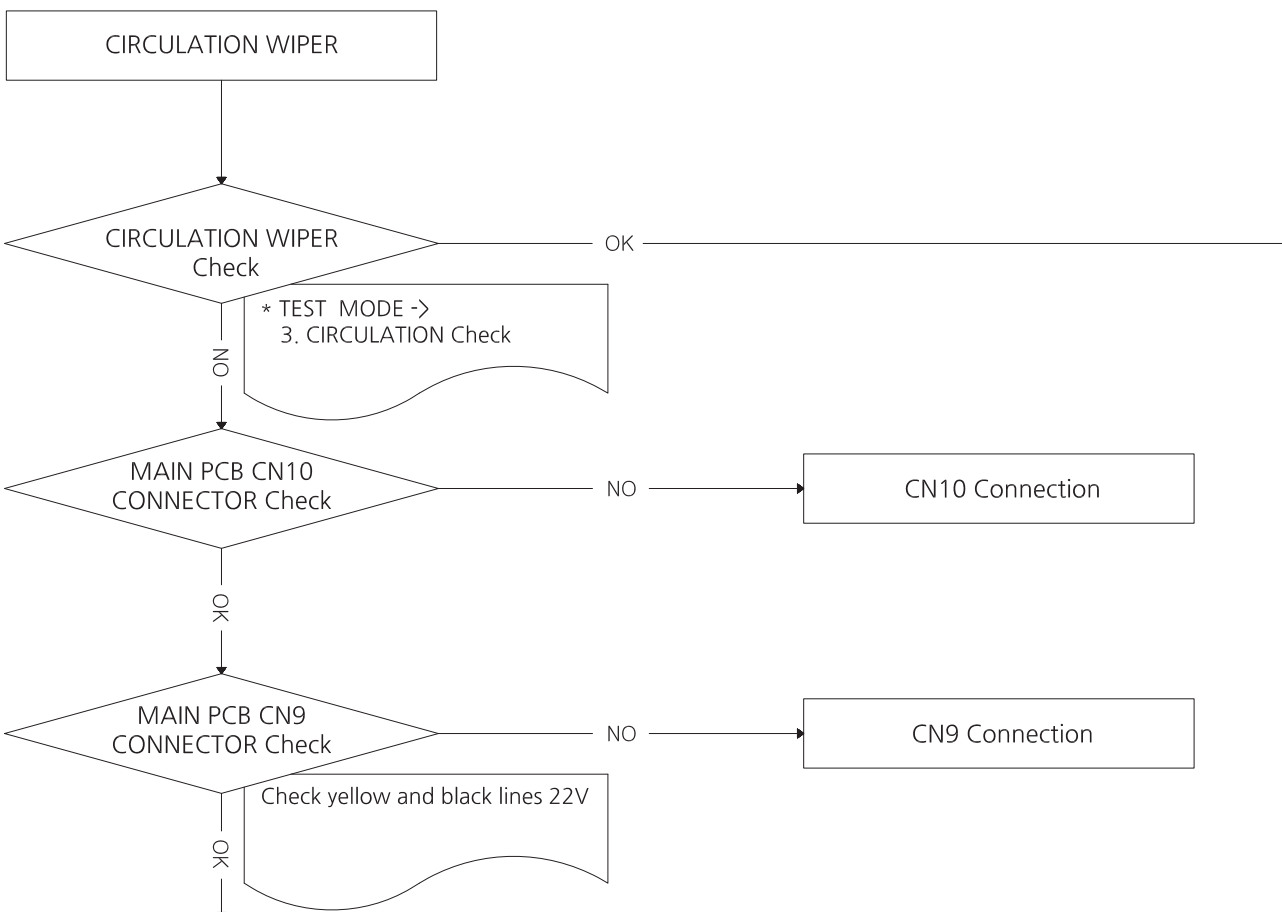 CIRCULATION WIPER
CIRCULATION WIPER
Check
OK
* TEST MODE ->
3. CIRCULATION Check
NO
MAIN PCB CN10
CONNECTOR Check
NO
CN10 Connection
OK
MAIN PCB CN9
CONNECTOR Check
NO
CN9 Connection
Check yellow and black lines 22V
OK